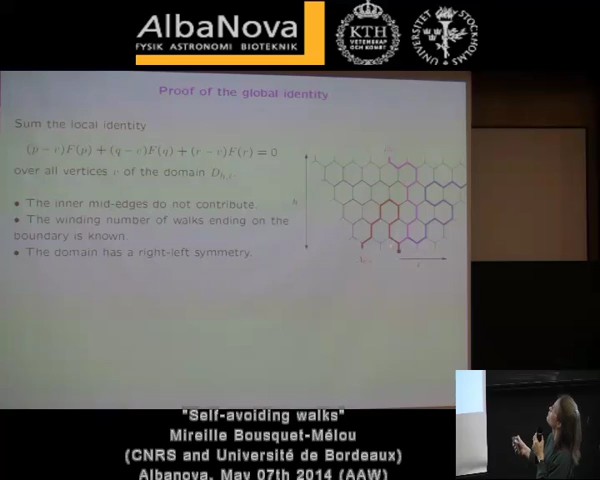 AlbaNova
FYSIK ASTRONOMI BIOTEKNIK
KTH
VETENSKAP
OCH KONST
Proof of the global identity
Sum the local identity
(p − v)F(p) + (q − v)F(q) + (r − v)F(r) = 0
over all vertices v of the domain
• The inner mid-edges do not contribute.
• The winding number of walks ending on the
boundary is known.
• The domain has a right-left symmetry.
"Self-avoiding walks"
Mireille Bousquet-Mélou
(CNRS and Université de Bordeaux)
Albanova, May 07th 2014 (AAW)